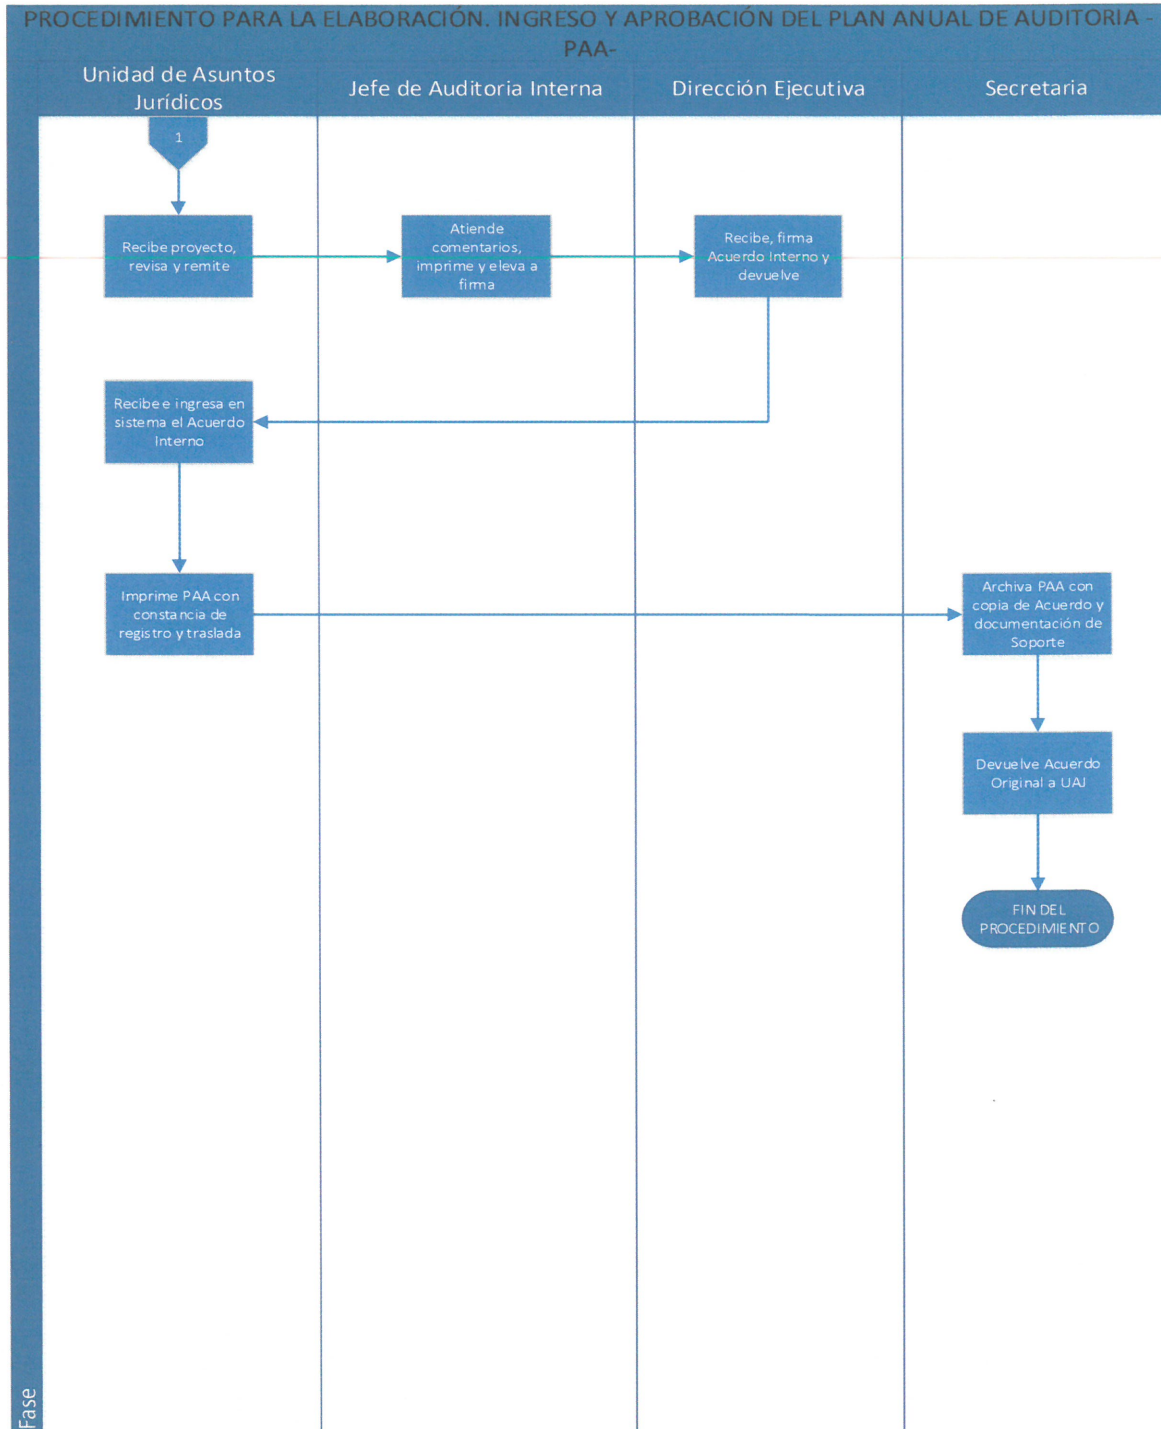 PROCEDIMIENTO PARA LA ELABORACIÓN. INGRESO Y APROBACIÓN DEL PLAN ANUAL DE AUDITORIA -
PAA-
Unidad de Asuntos
Jurídicos
Jefe de Auditoria Interna
Dirección Ejecutiva
Secretaria
1
Recibe proyecto,
revisa y remite
Atiende
comentarios,
imprime y eleva a
firma
Recibe, firma
Acuerdo Interno y
devuelve
Recibe e ingresa en
sistema el Acuerdo
Interno
Imprime PAA con
constancia de
registro y traslada
Archiva PAA con
copia de Acuerdo y
documentación de
Soporte
Devuelve Acuerdo
Original a UAJ
FIN DEL
PROCEDIMIENTO
Fase